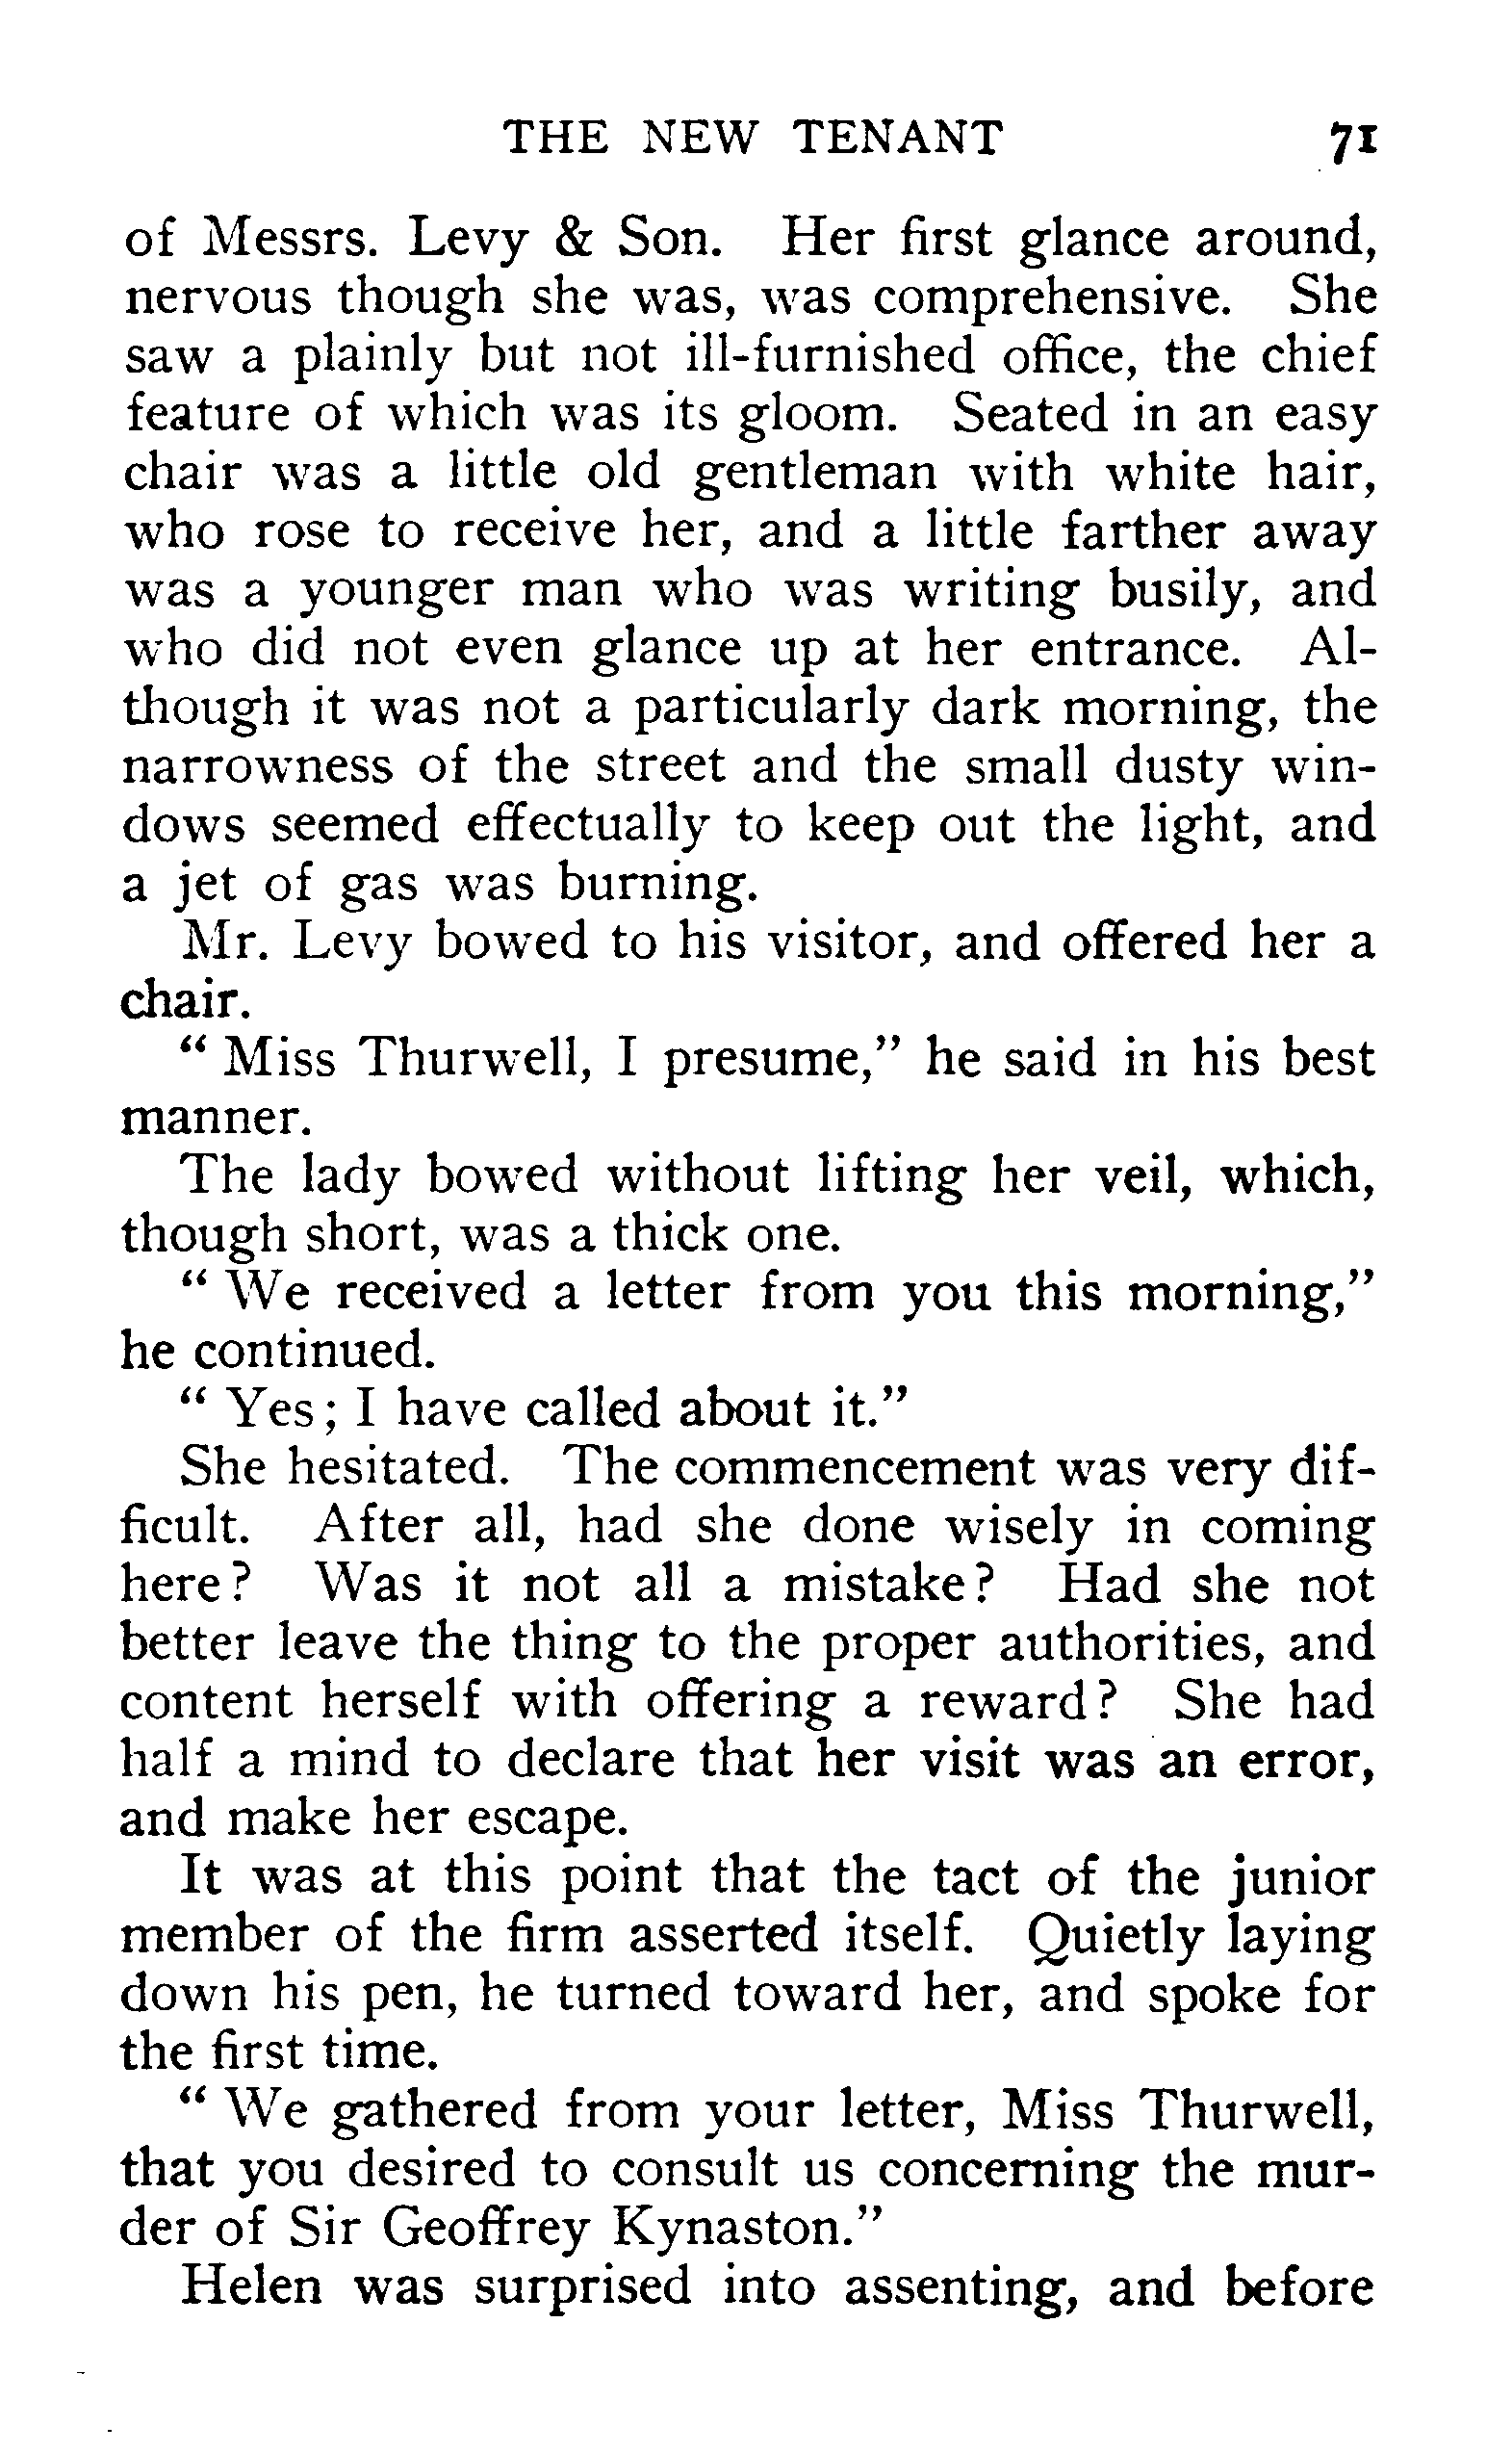 THE NEW TENANT 71
of Messrs. Levy & Son. Her first glance around,
nervous though she was, was comprehensive. She
saw a plainly but not ill-furnished office, the chief
feature of which was its gloom. Seated in an easy
chair was a little old gentleman with white hair,
who rose to receive her, and a little farther away
was a younger man who was writing busily, and
who did not even glance up at her entrance. Al-
though it was not a particularly dark morning, the
narrowness of the street and the small dusty win-
dows seemed effectually to keep out the light, and
a jet of gas was burning.
Mr. Levy bowed to his visitor, and offered her a
chair.
“ Miss Thurwell, I presume,” he said in his best
manner.
The lady bowed without lifting her veil, which,
though short, was a thick one.
“ We received a letter from you this morning,”
he continued.
“ Yes; I have called about it.”
She hesitated. The commencement was very dif-
ficult. After all, had she done wisely in coming
here? Was it not all a mistake? Had she not
better leave the thing to the proper authorities, and
content herself with offering a reward? She had
half a mind to declare that her visit was an error,
and make her escape.
It was at this point that the tact of the junior
member of the firm asserted itself. Quietly laying
down his pen, he turned toward her, and spoke for
the first time.
“ We gathered from your letter, Miss Thurwell,
that you desired to consult us concerning the mur-
der of Sir Geoffrey Kynaston.”
Helen was surprised into assenting, and before